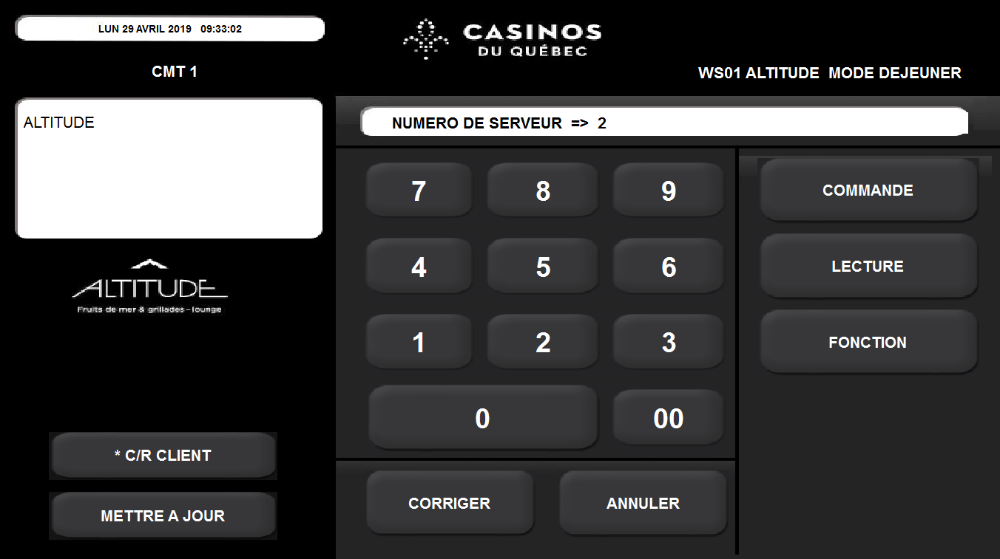 LUN 29 AVRIL 2019 09:33:02
CASINOS
DU QUÉBEC
CMT 1
WS01 ALTITUDE MODE DEJEUNER
ALTITUDE
NUMERO DE SERVEUR => 2
7 8 9
COMMANDE
4 5 6
LECTURE
ALTITUDE
Fruits de mer & grillades - lounge
1 2 3
FONCTION
0 00
* C/R CLIENT
METTRE A JOUR
CORRIGER ANNULER